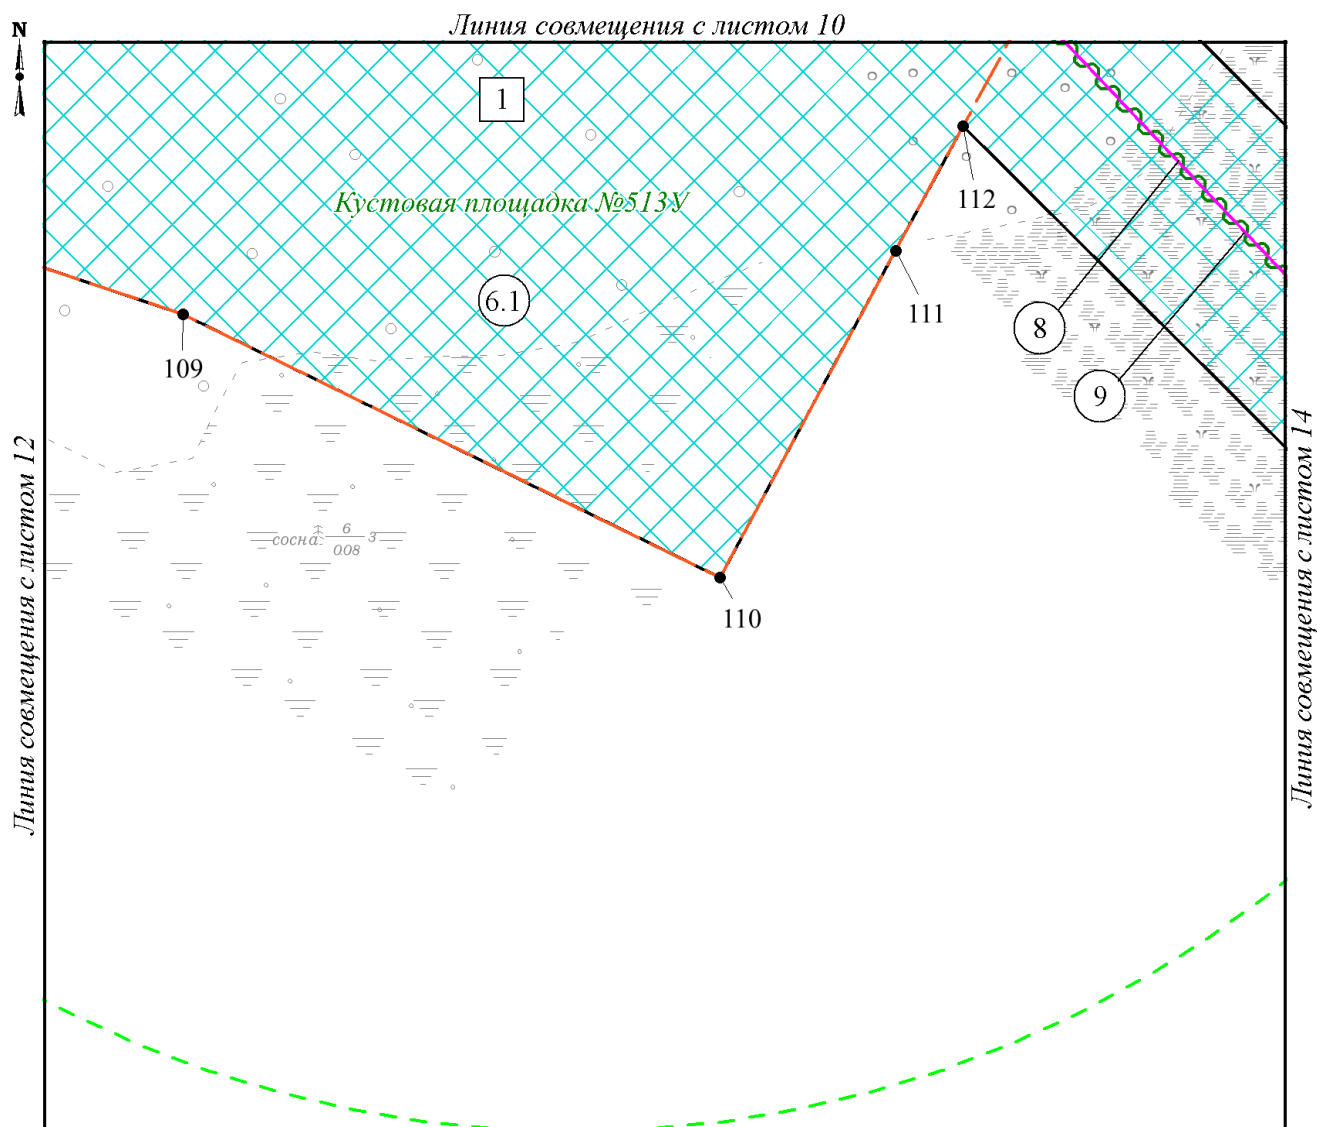 Линия совмещения с листом 10
N
1
112
Кустовая площадка №513У
111
6.1
8
109
9
Линия совмещения с листом 12
Линия совмещения с листом 14
сосна 6 3
008
110